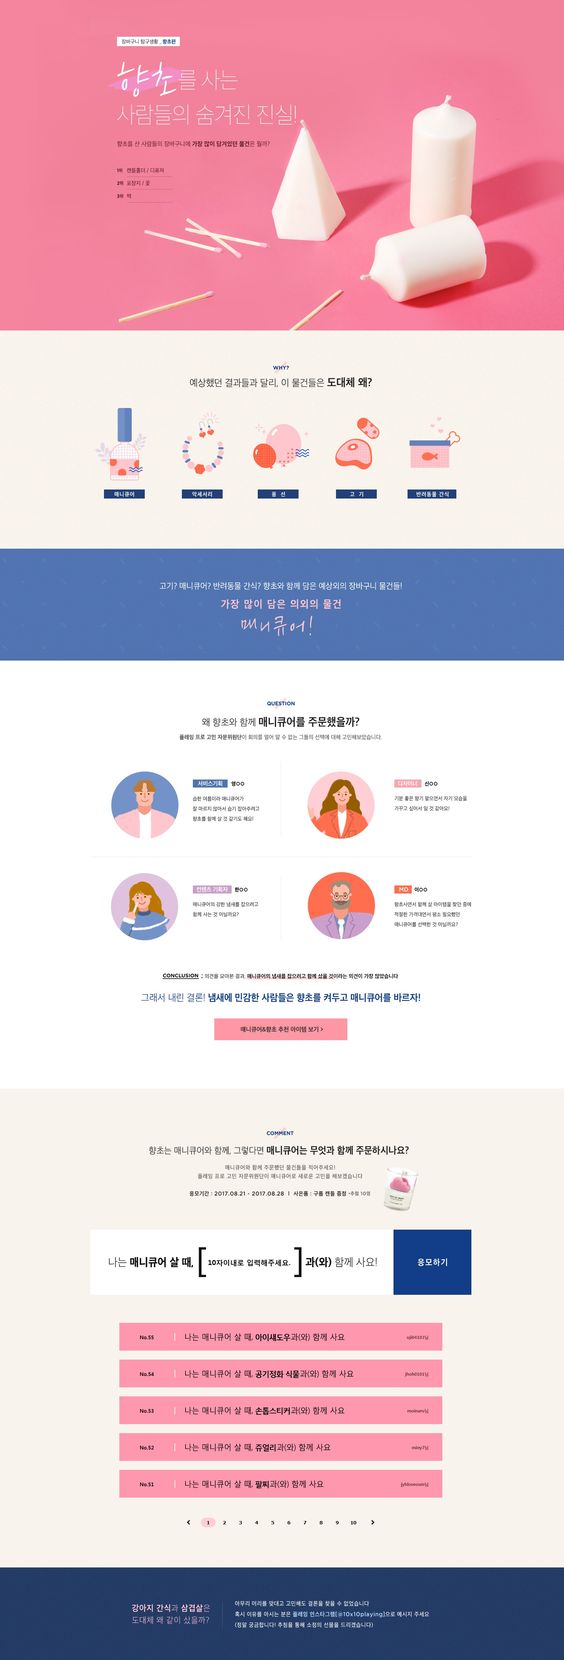 장바구니 탐구생활 _ 향초편
향초를 사는
사람들의 숨겨진 진실!
향초를 산 사람들의 장바구니에 가장 많이 담겨있던 물건은 뭘까?
1위 캔들홀더 / 디퓨져
2위 포장지 / 꽃
3위 떡
WHY?
예상했던 결과들과 달리, 이 물건들은 도대체 왜?
매니큐어
악세서리
풍 선
고 기
반려동물 간식
고기? 매니큐어? 반려동물 간식? 향초와 함께 담은 예상외의 장바구니 물건들!
가장 많이 담은 의외의 물건
매니큐어!
QUESTION
왜 향초와 함께 매니큐어를 주문했을까?
플레잉 프로 고민 자문위원단이 회의를 열어 알 수 없는 그들의 선택에 대해 고민해보았습니다.
서비스기획
습한 여름이라 매니큐어가
잘 마르지 않아서 습기 잡아주려고
향초를 함께 산 것 같기도 해요!
디자이너 신○○
기분 좋은 향기 맡으면서 자기 모습을
가꾸고 싶어서 일 것 같아요!
컨텐츠 기획자 한○○
매니큐어의 강한 냄새를 잡으려고
함께 사는 것 아닐까요?
MD 이○○
향초사면서 함께 살 아이템을 찾던 중에
적절한 가격대면서 평소 필요했던
매니큐어를 선택한 것 아닐까요?
CONCLUSION : 의견을 모아본 결과, 매니큐어의 냄새를 잡으려고 함께 샀을 것이라는 의견이 가장 많았습니다
그래서 내린 결론! 냄새에 민감한 사람들은 향초를 켜두고 매니큐어를 바르자!
매니큐어&향초 추천 아이템 보기 >
COMMENT
향초는 매니큐어와 함께, 그렇다면 매니큐어는 무엇과 함께 주문하시나요?
매니큐어와 함께 주문했던 물건들을 적어주세요!
플레잉 프로 고민 자문위원단이 매니큐어로 새로운 고민을 해보겠습니다
응모기간 : 2017.08.21 - 2017.08.28 | 사은품 : 구름 캔들 증정 -추첨 10명
나는 매니큐어 살 때, [ 10자이내로 입력해주세요. ] 과(와) 함께 사요!
응모하기
No.55 | 나는 매니큐어 살 때, 아이섀도우과(와) 함께 사요
No.54 | 나는 매니큐어 살 때, 공기정화 식물과(와) 함께 사요
No.53 | 나는 매니큐어 살 때, 손톱스티커과(와) 함께 사요
No.52 | 나는 매니큐어 살 때, 쥬얼리과(와) 함께 사요
No.51 | 나는 매니큐어 살 때, 팔찌과(와) 함께 사요
< 1 2 3 4 5 6 7 8 9 10 >
강아지 간식과 삼겹살은
도대체 왜 같이 샀을까?
아무리 머리를 맞대고 고민해도 결론을 찾을 수 없었습니다
혹시 이유를 아시는 분은 플레잉 인스타그램[@10x10playing]으로 메시지 주세요
(정말 궁금합니다! 추첨을 통해 소정의 선물을 드리겠습니다)